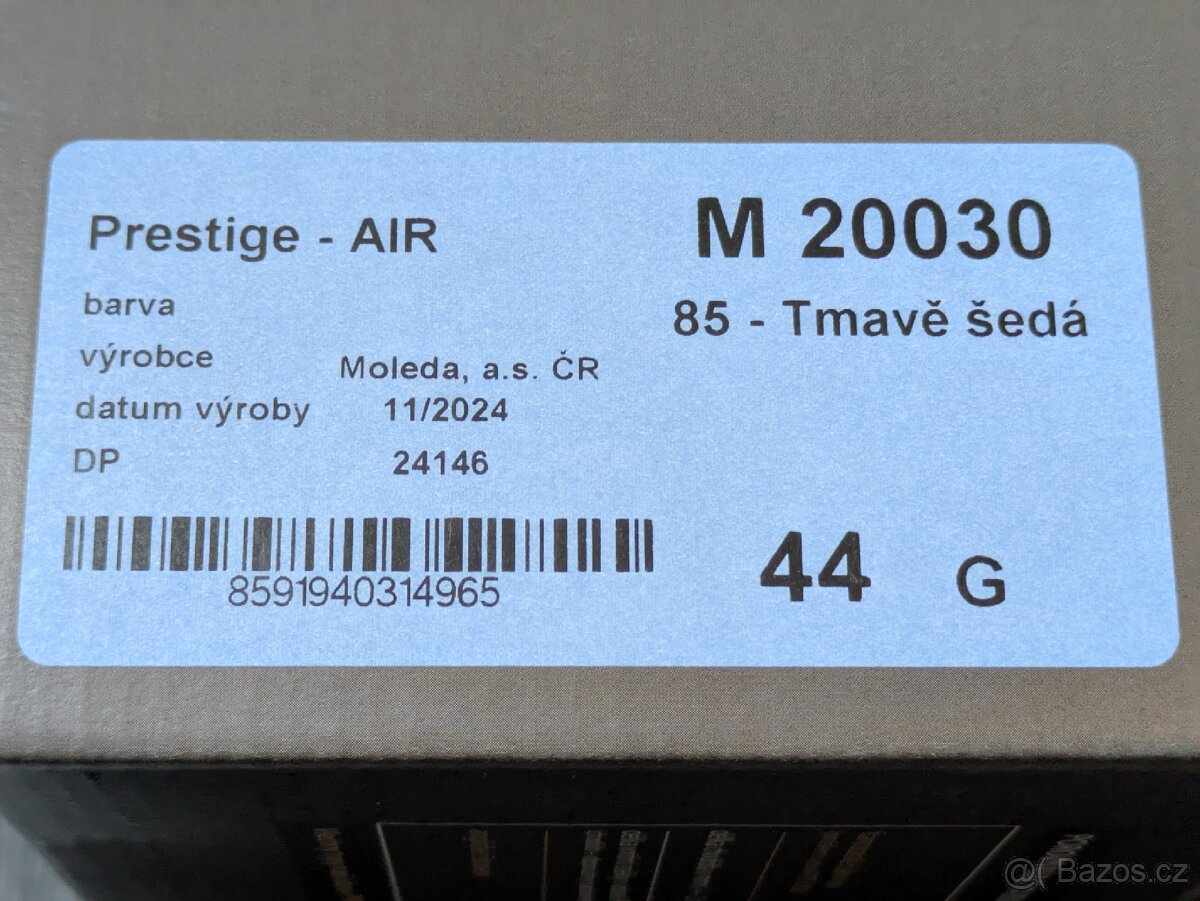 Prestige - AIR
M 20030
barva
85 - Tmavě šedá
výrobce
Moleda, a.s. ČR
datum výroby
11/2024
DP
24146
8591940314965
44
G
@( Bazos.cz